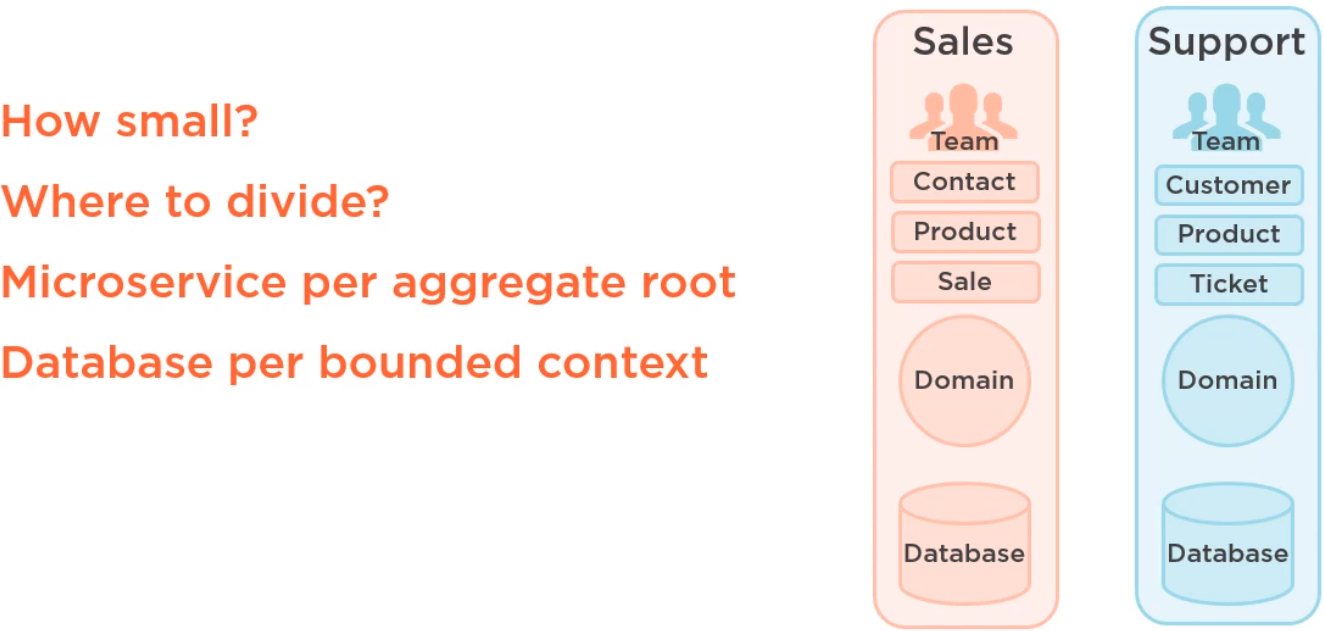 How small?
Where to divide?
Microservice per aggregate root
Database per bounded context
Sales
Team
Contact
Product
Sale
Domain
Database
Support
Team
Customer
Product
Ticket
Domain
Database